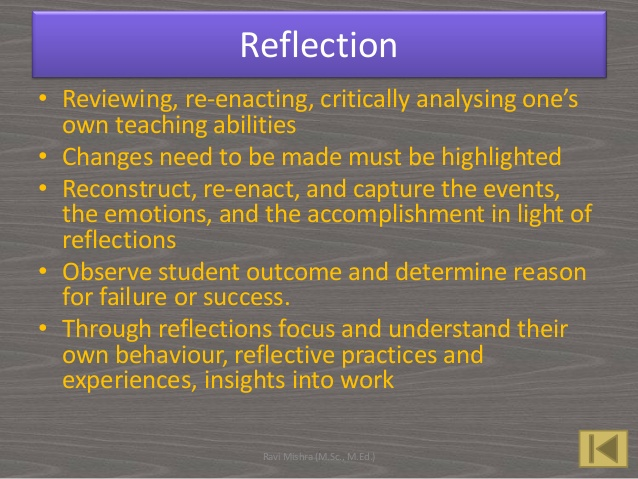 Reflection
• Reviewing, re-enacting, critically analysing one’s
own teaching abilities
• Changes need to be made must be highlighted
• Reconstruct, re-enact, and capture the events,
the emotions, and the accomplishment in light of
reflections
• Observe student outcome and determine reason
for failure or success.
• Through reflections focus and understand their
own behaviour, reflective practices and
experiences, insights into work
Ravi Mishra (M.Sc., M.Ed.)